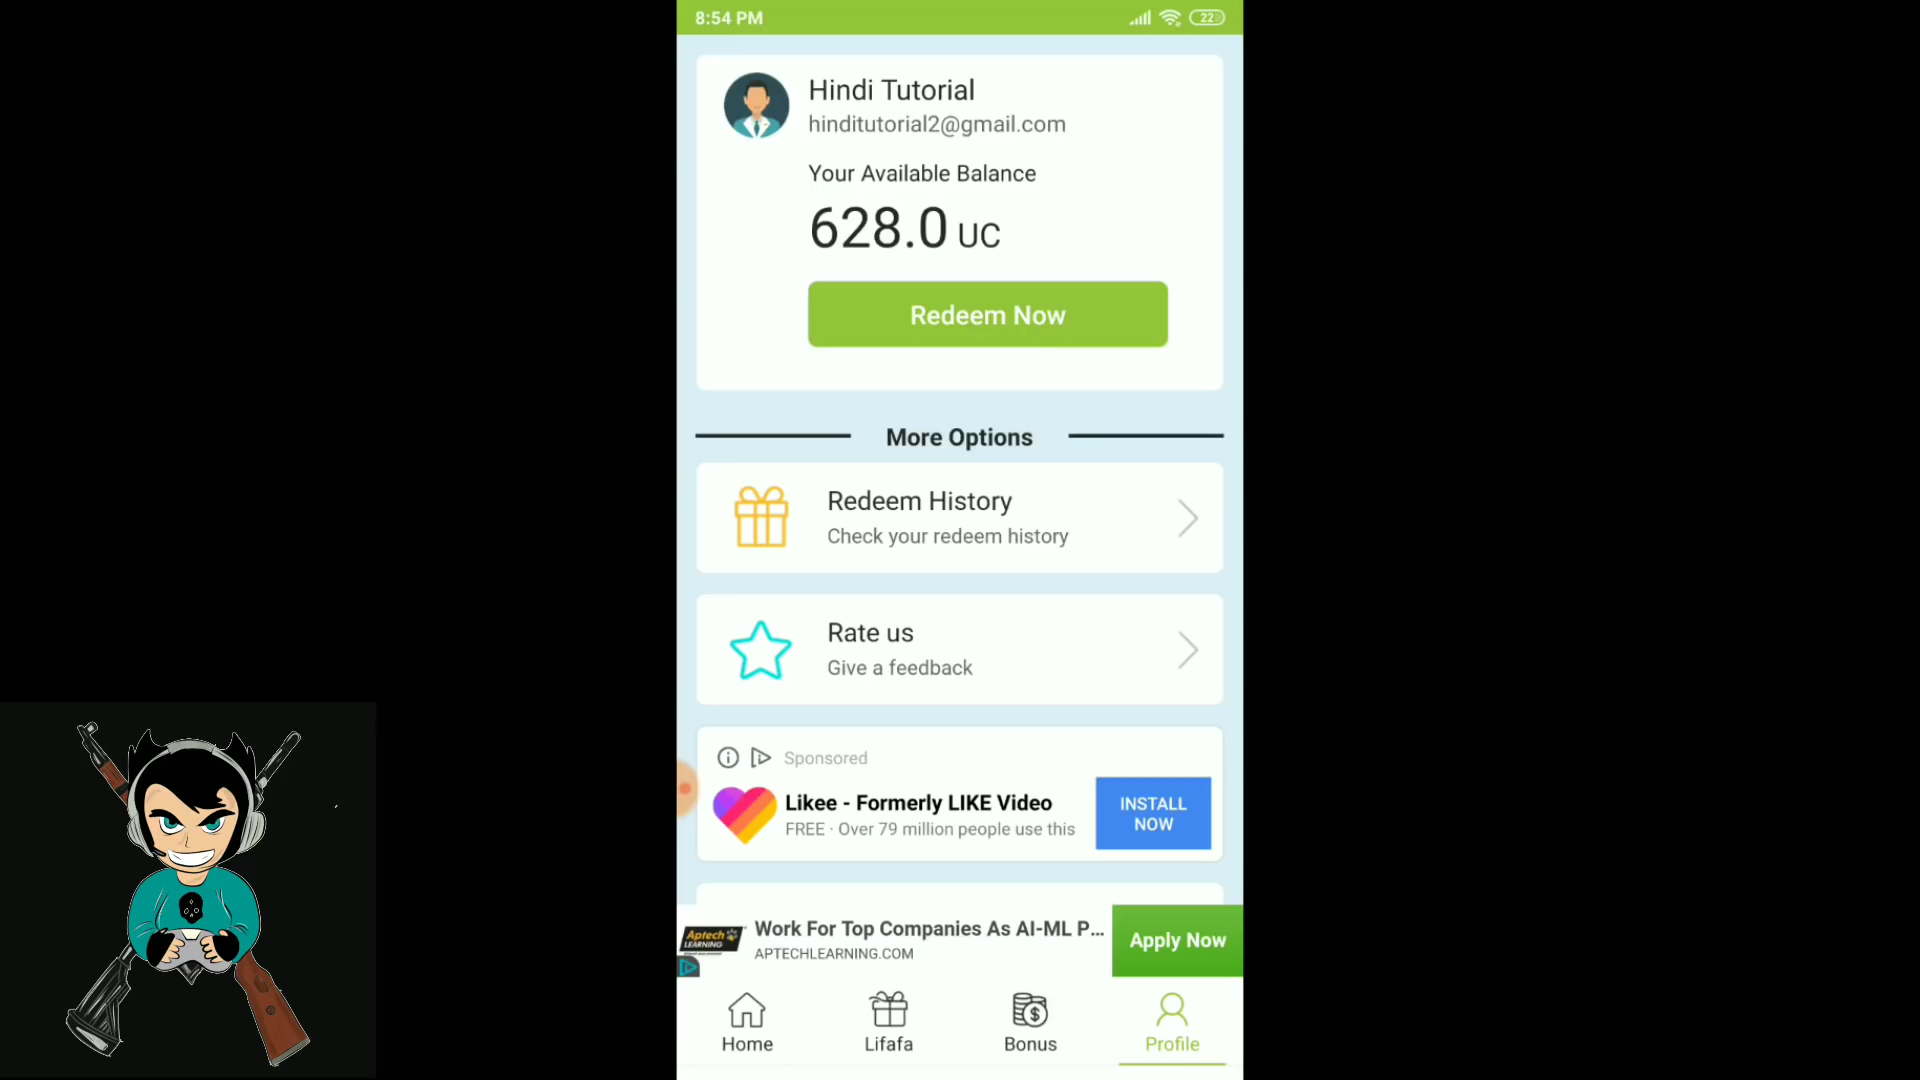 8:54 PM
22
Hindi Tutorial
hinditutorial2@gmail.com
Your Available Balance
628.0 UC
Redeem Now
More Options
Redeem History
Check your redeem history
Rate us
Give a feedback
Sponsored
Likee - Formerly LIKE Video
FREE · Over 79 million people use this
INSTALL
NOW
Aptech
LEARNING
Work For Top Companies As AI-ML P...
APTECHLEARNING.COM
Apply Now
Home
Lifafa
Bonus
Profile